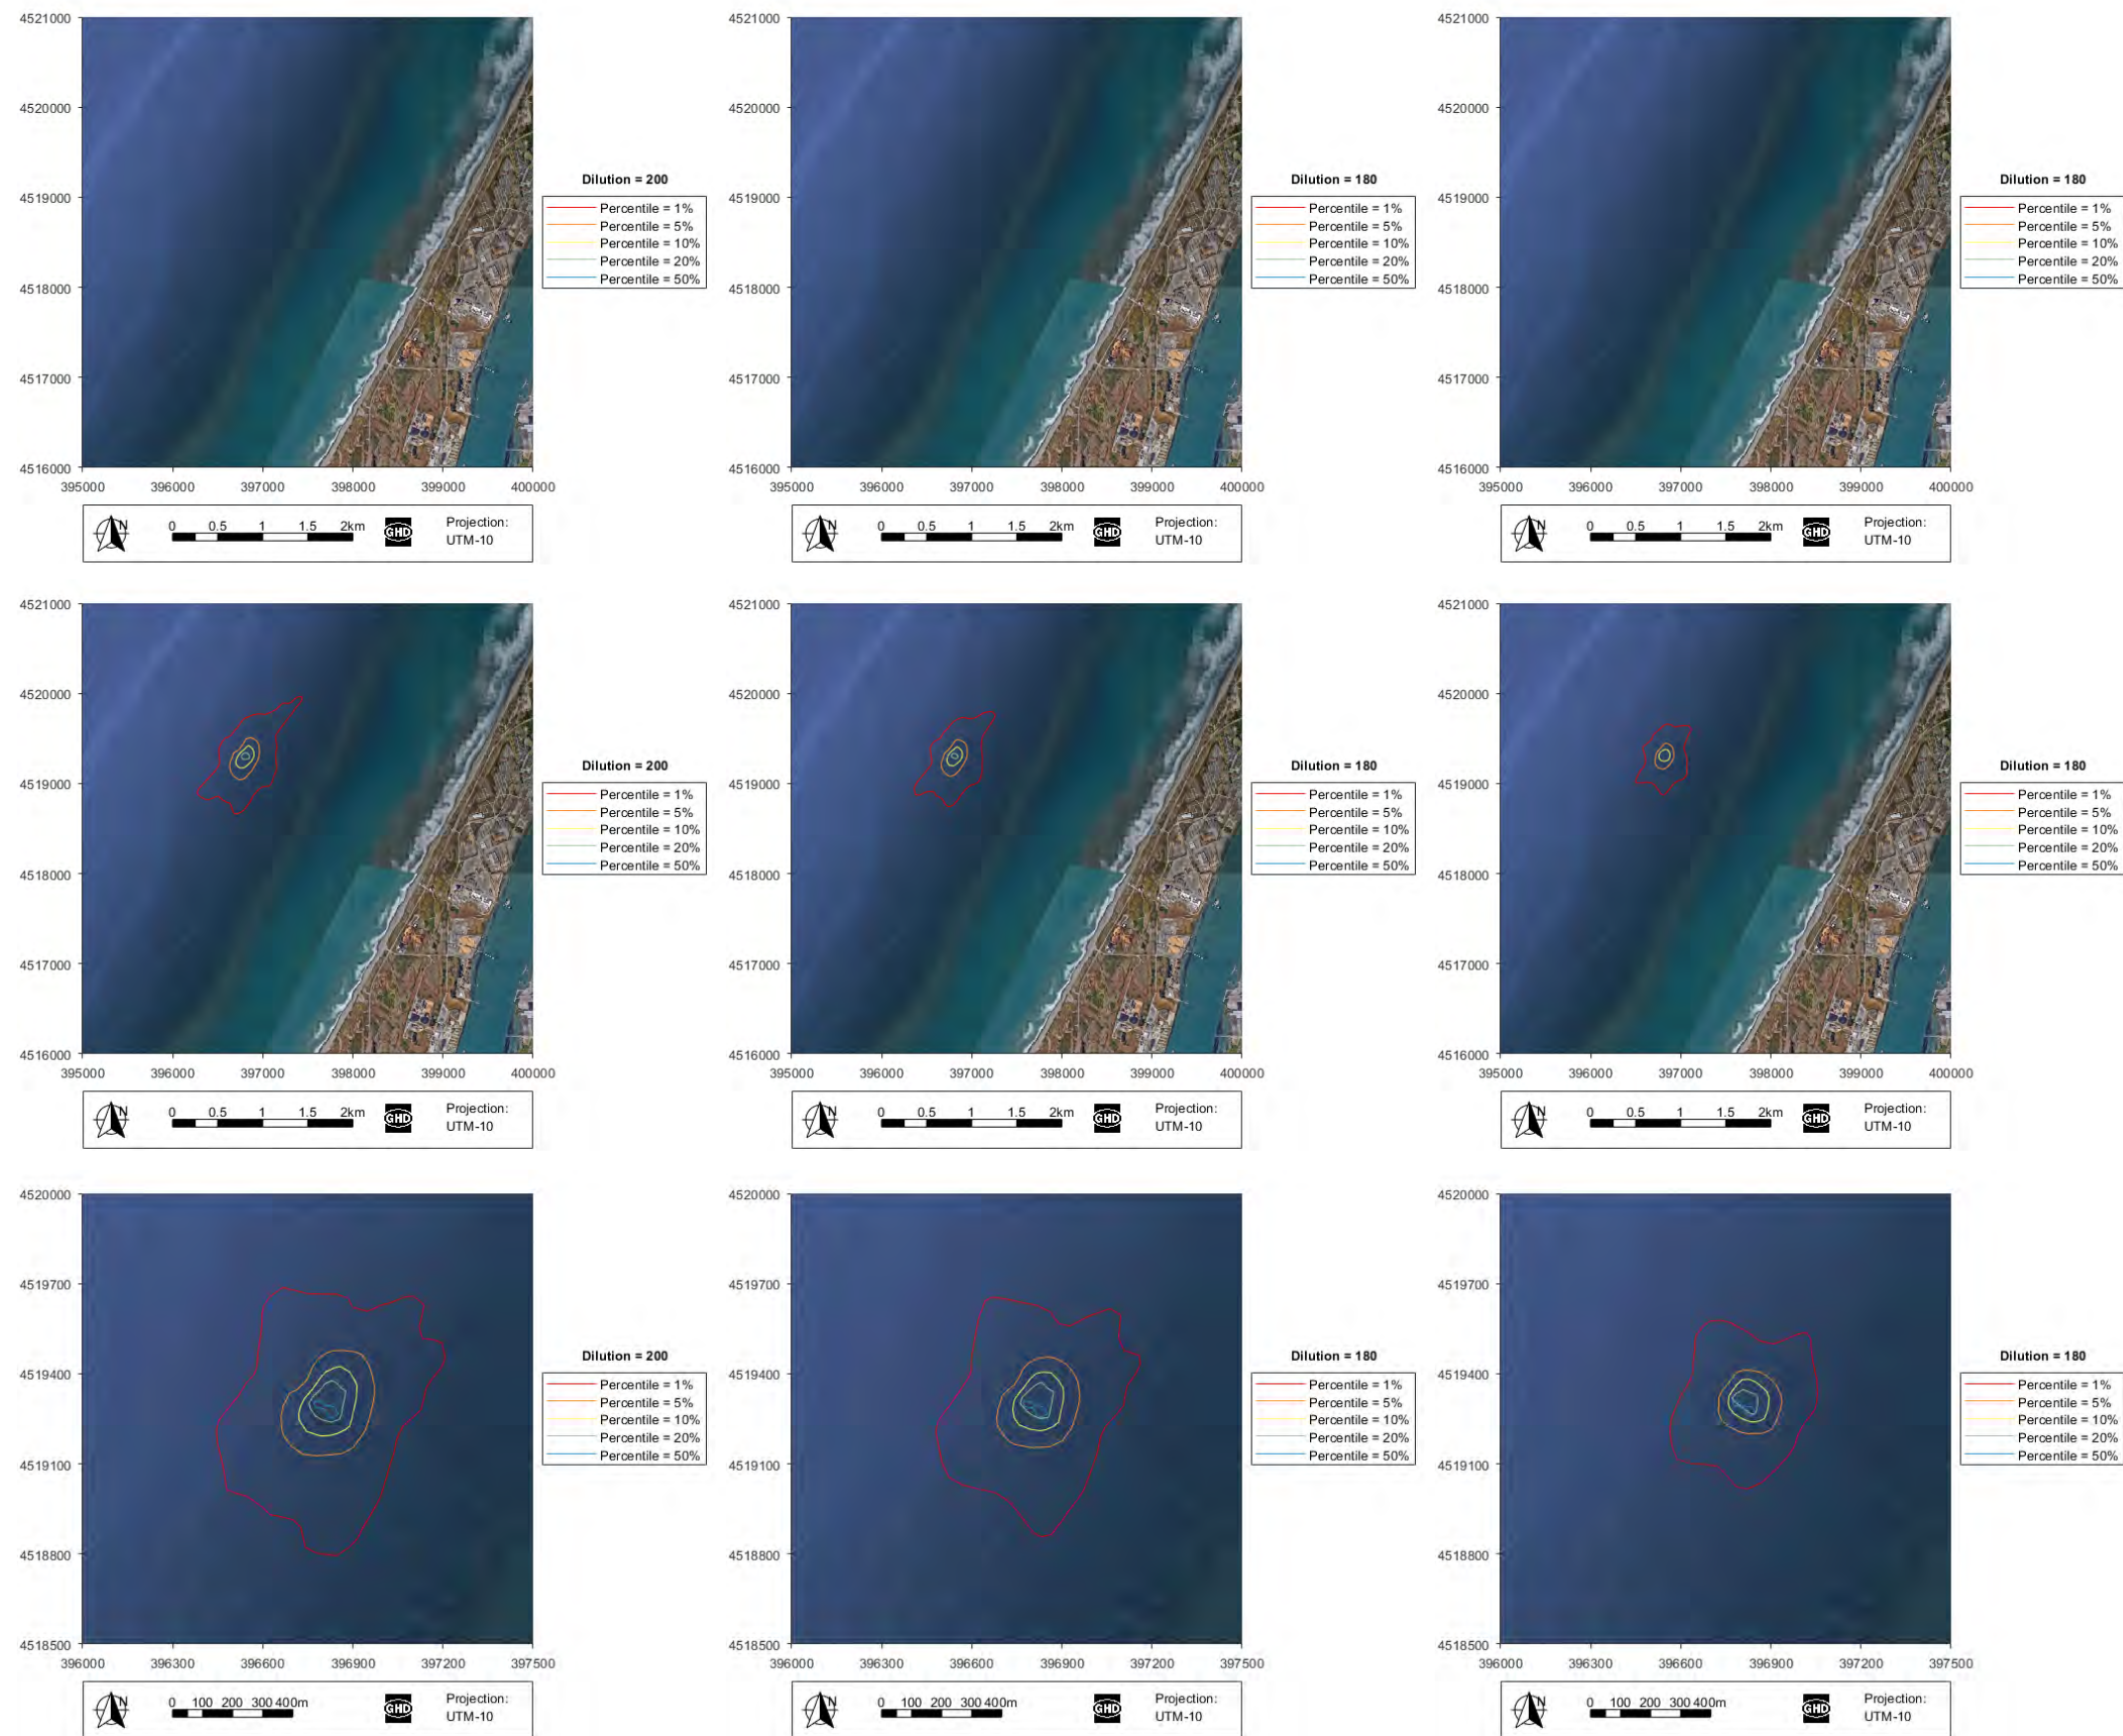 4521000
4520000
4519000
4518000
4517000
4516000
395000 396000 397000 398000 399000 400000
Dilution = 200
Percentile = 1%
Percentile = 5%
Percentile = 10%
Percentile = 20%
Percentile = 50%
N
0 0.5 1 1.5 2km
GHD
Projection:
UTM-10
4521000
4520000
4519000
4518000
4517000
4516000
395000 396000 397000 398000 399000 400000
Dilution = 180
Percentile = 1%
Percentile = 5%
Percentile = 10%
Percentile = 20%
Percentile = 50%
N
0 0.5 1 1.5 2km
GHD
Projection:
UTM-10
4521000
4520000
4519000
4518000
4517000
4516000
395000 396000 397000 398000 399000 400000
Dilution = 180
Percentile = 1%
Percentile = 5%
Percentile = 10%
Percentile = 20%
Percentile = 50%
N
0 0.5 1 1.5 2km
GHD
Projection:
UTM-10
4521000
4520000
4519000
4518000
4517000
4516000
395000 396000 397000 398000 399000 400000
Dilution = 200
Percentile = 1%
Percentile = 5%
Percentile = 10%
Percentile = 20%
Percentile = 50%
N
0 0.5 1 1.5 2km
GHD
Projection:
UTM-10
4521000
4520000
4519000
4518000
4517000
4516000
395000 396000 397000 398000 399000 400000
Dilution = 180
Percentile = 1%
Percentile = 5%
Percentile = 10%
Percentile = 20%
Percentile = 50%
N
0 0.5 1 1.5 2km
GHD
Projection:
UTM-10
4521000
4520000
4519000
4518000
4517000
4516000
395000 396000 397000 398000 399000 400000
Dilution = 180
Percentile = 1%
Percentile = 5%
Percentile = 10%
Percentile = 20%
Percentile = 50%
N
0 0.5 1 1.5 2km
GHD
Projection:
UTM-10
4520000
4519700
4519400
4519100
4518800
4518500
396000 396300 396600 396900 397200 397500
Dilution = 200
Percentile = 1%
Percentile = 5%
Percentile = 10%
Percentile = 20%
Percentile = 50%
N
0 100 200 300 400m
GHD
Projection:
UTM-10
4520000
4519700
4519400
4519100
4518800
4518500
396000 396300 396600 396900 397200 397500
Dilution = 180
Percentile = 1%
Percentile = 5%
Percentile = 10%
Percentile = 20%
Percentile = 50%
N
0 100 200 300 400m
GHD
Projection:
UTM-10
4520000
4519700
4519400
4519100
4518800
4518500
396000 396300 396600 396900 397200 397500
Dilution = 180
Percentile = 1%
Percentile = 5%
Percentile = 10%
Percentile = 20%
Percentile = 50%
N
0 100 200 300 400m
GHD
Projection:
UTM-10